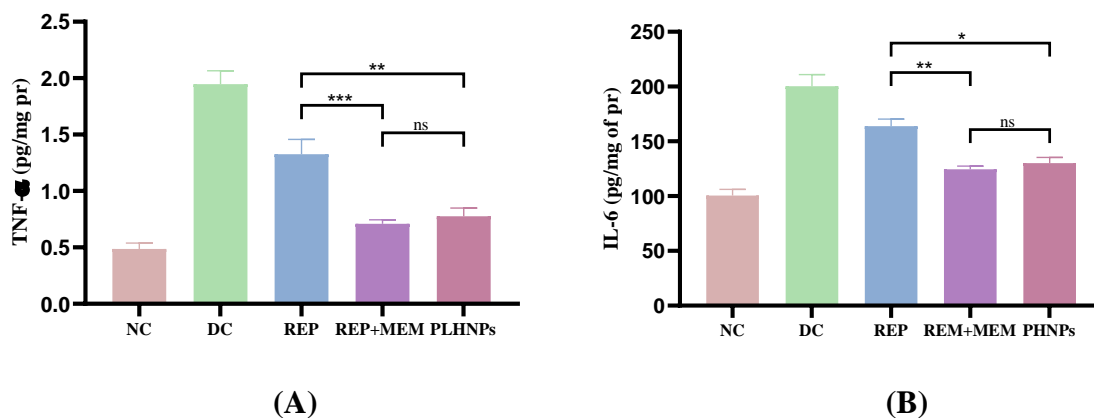 2.5
2.0
1.5
1.0
0.5
0.0
TNF-α (pg/mg pr)
**
***
ns
NC DC REP REP+MEM PLHNPs
(A)
250
200
150
100
50
0
IL-6 (pg/mg of pr)
*
**
ns
NC DC REP REM+MEM PHNPs
(B)